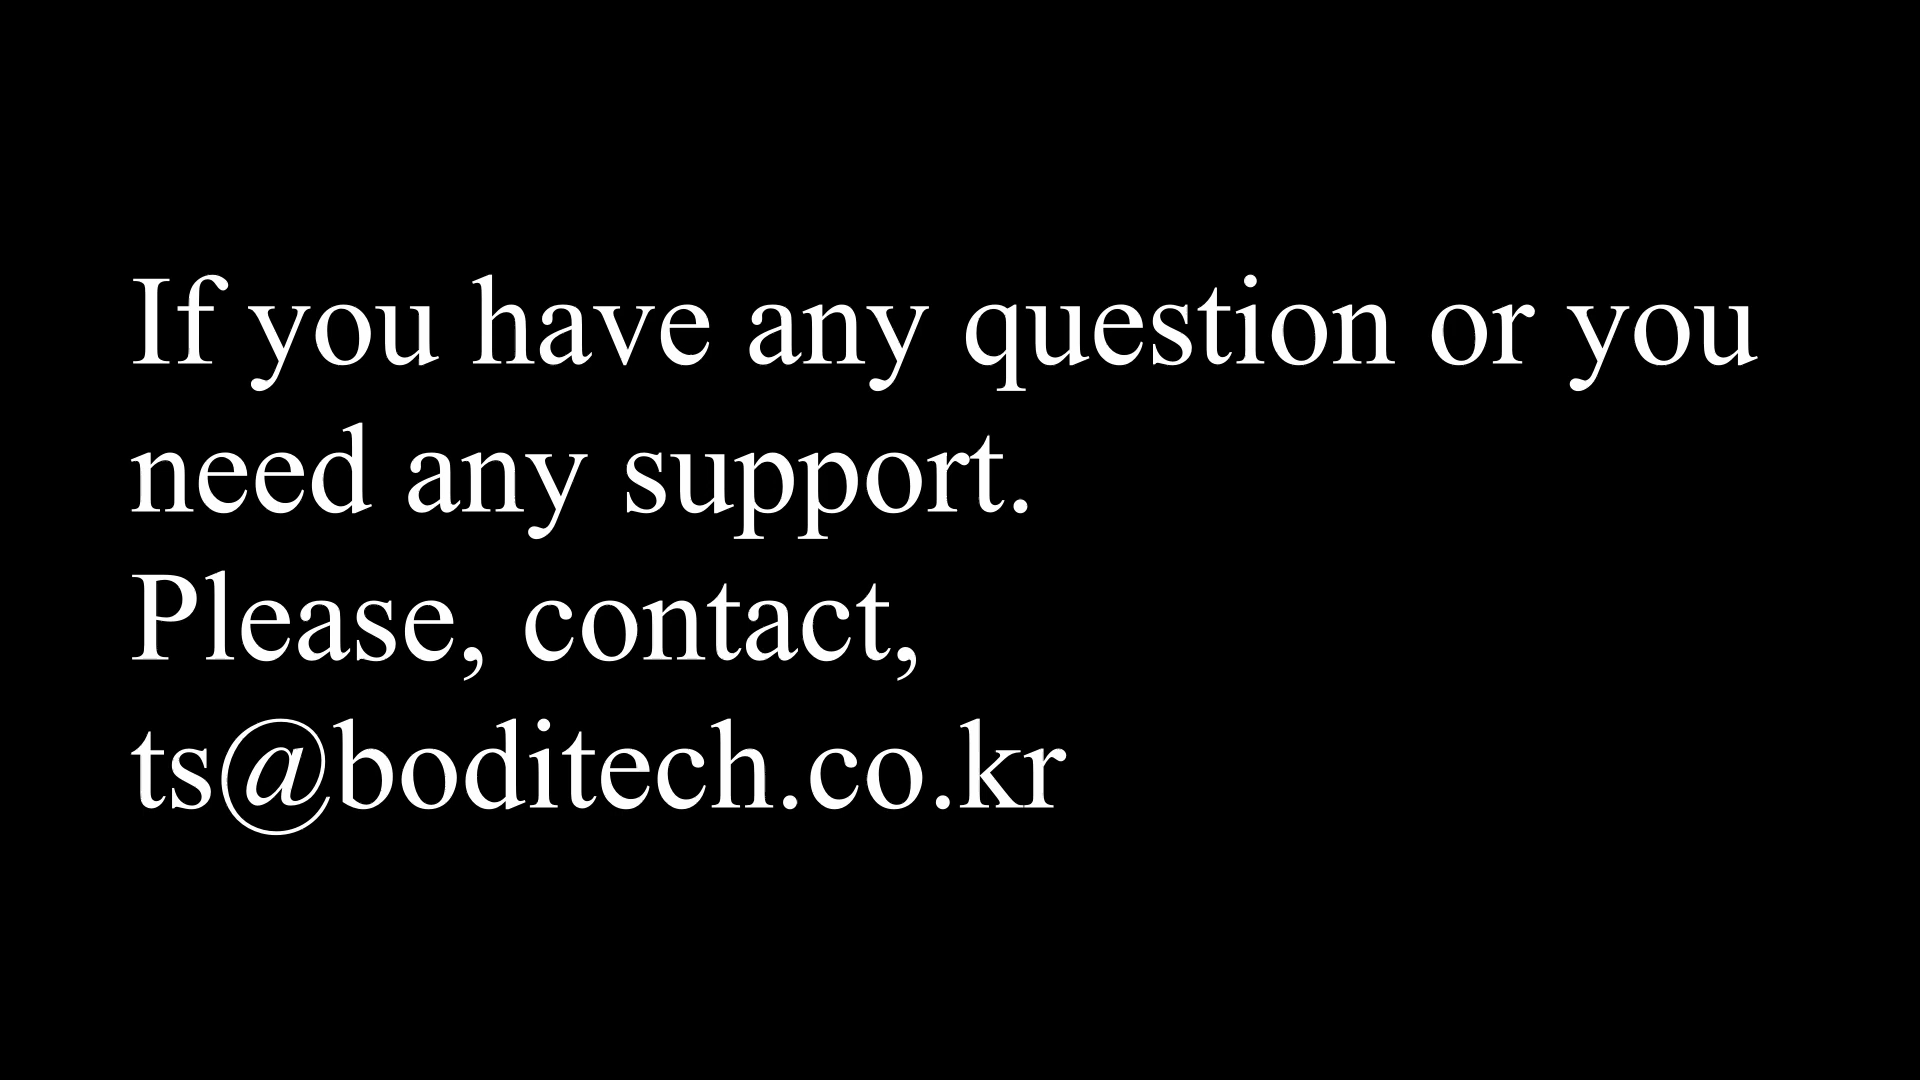 If you have any question or you
need any support.
Please, contact,
ts@boditech.co.kr